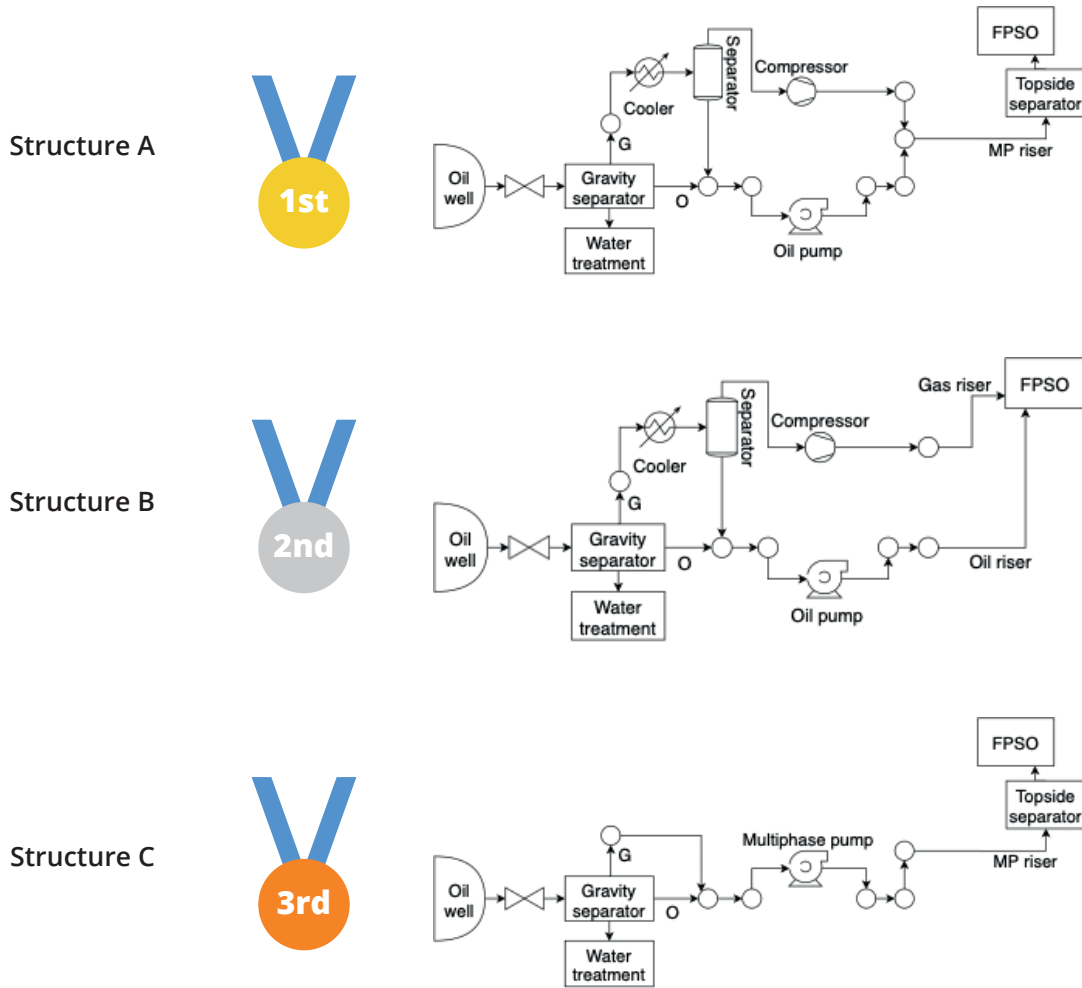 Structure A
1st
Oil
well
Gravity
separator
Water
treatment
G
O
Cooler
Separator
Compressor
Oil pump
MP riser
Topside
separator
FPSO
Structure B
2nd
Oil
well
Gravity
separator
Water
treatment
G
O
Cooler
Separator
Compressor
Oil pump
Gas riser
Oil riser
FPSO
Structure C
3rd
Oil
well
Gravity
separator
Water
treatment
G
O
Multiphase pump
MP riser
Topside
separator
FPSO